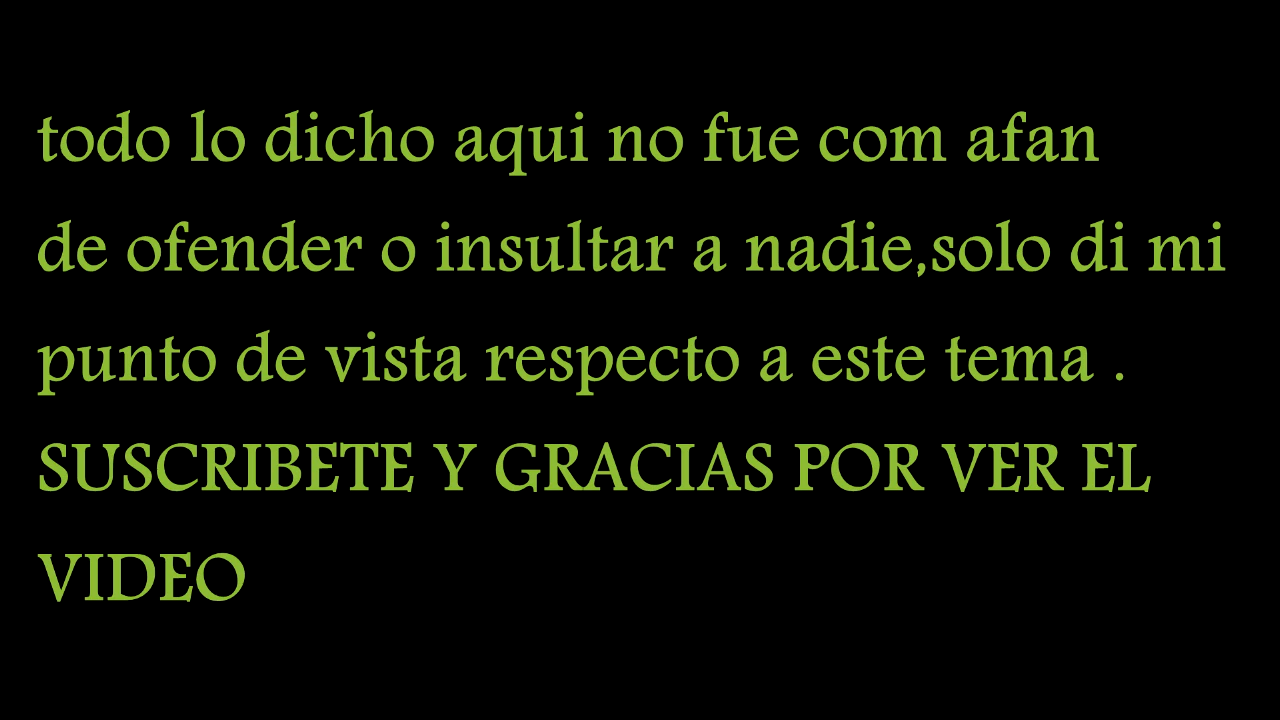 todo lo dicho aqui no fue com afan
de ofender o insultar a nadie,solo di mi
punto de vista respecto a este tema .
SUSCRIBETE Y GRACIAS POR VER EL
VIDEO